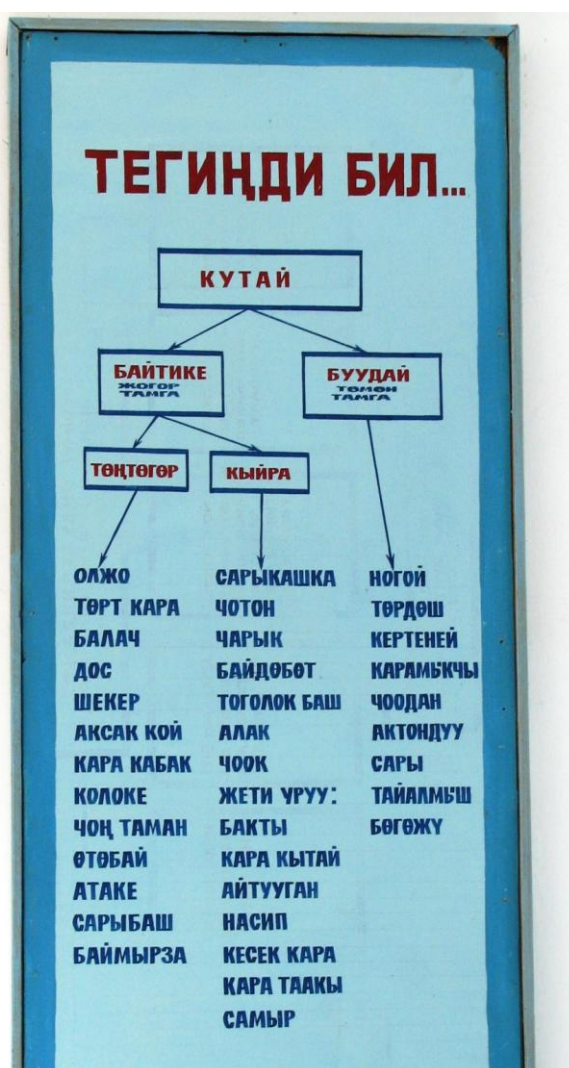 ТЕГИҢДИ БИЛ...
КУТАЙ
БАЙТИКЕ
ЖОГОР
ТАМГА
БУУДАЙ
ТӨМӨН
ТАМГА
ТӨҢТӨГӨР
КЫЙРА
ОЛЖО
ТӨРТ КАРА
БАЛАЧ
ДОС
ШЕКЕР
АКСАК КОЙ
КАРА КАБАК
КОЛОКЕ
ЧОҢ ТАМАН
ӨТӨБАЙ
АТАКЕ
САРЫБАШ
БАЙМЫРЗА
САРЫКАШКА
ЧОТОН
ЧАРЫК
БАЙДӨБӨТ
ТОГОЛОК БАШ
АЛАК
ЧООК
ЖЕТИ УРУУ:
БАКТЫ
КАРА КЫТАЙ
АЙТУУГАН
НАСИП
КЕСЕК КАРА
КАРА ТААКЫ
САМЫР
НОГОЙ
ТӨРДӨШ
КЕРТЕНЕЙ
КАРАМЫКЧЫ
ЧООДАН
АКТОНДУУ
САРЫ
ТАЙАЛМЫШ
БӨГӨЖҮ